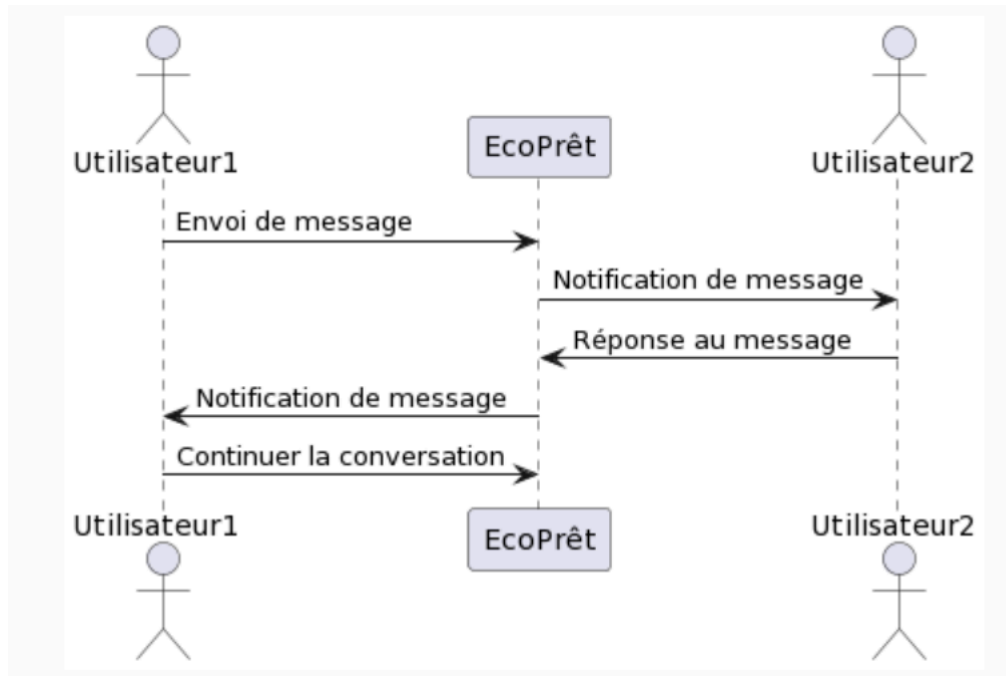 Utilisateur1
EcoPrêt
Utilisateur2
Envoi de message
Notification de message
Réponse au message
Notification de message
Continuer la conversation
Utilisateur1
EcoPrêt
Utilisateur2